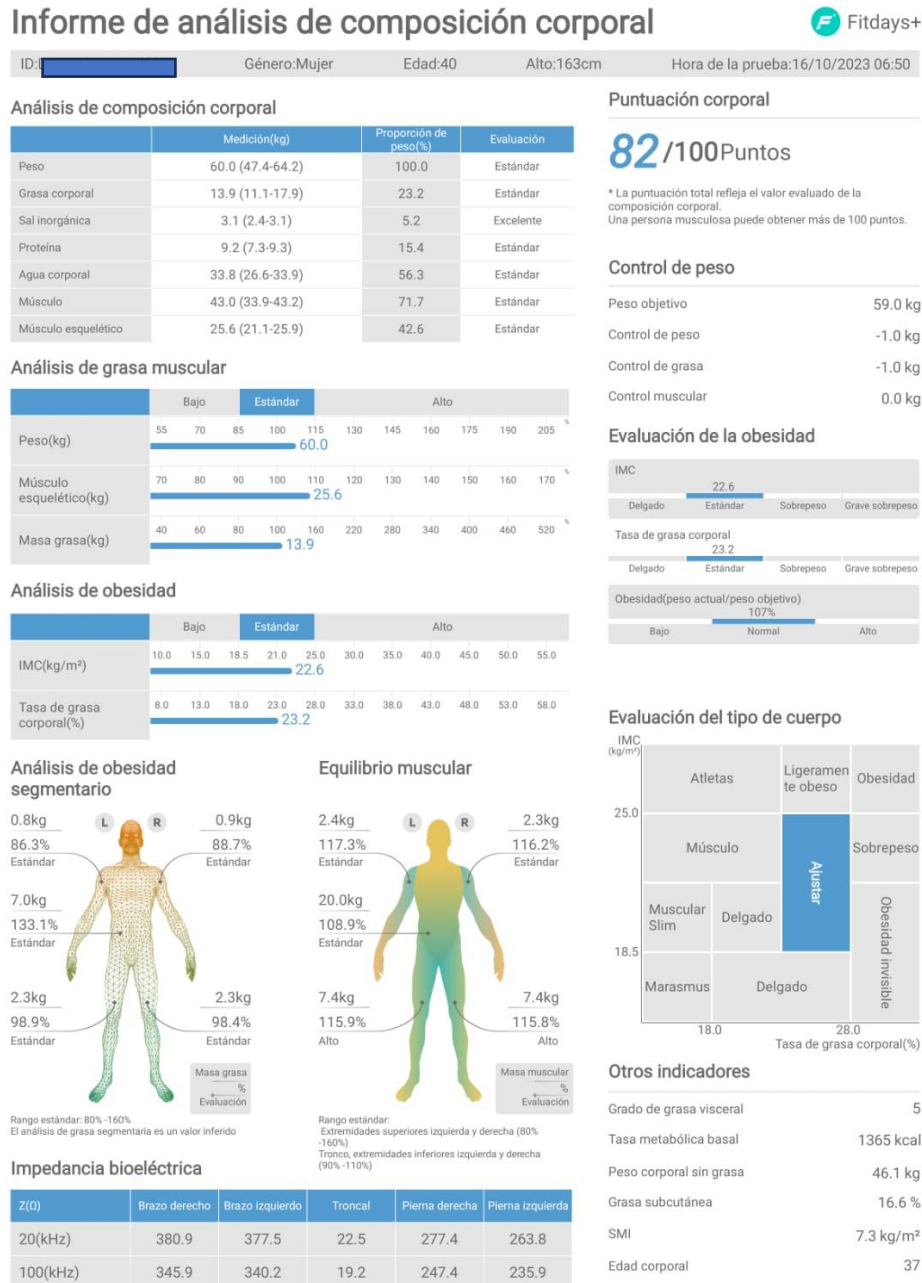 Informe de análisis de composición corporal
Fitdays+
ID: Género:Mujer Edad:40 Alto:163cm Hora de la prueba:16/10/2023 06:50
Análisis de composición corporal
Medición(kg) Proporción de peso(%) Evaluación
Peso 60.0 (47.4-64.2) 100.0 Estándar
Grasa corporal 13.9 (11.1-17.9) 23.2 Estándar
Sal inorgánica 3.1 (2.4-3.1) 5.2 Excelente
Proteína 9.2 (7.3-9.3) 15.4 Estándar
Agua corporal 33.8 (26.6-33.9) 56.3 Estándar
Músculo 43.0 (33.9-43.2) 71.7 Estándar
Músculo esquelético 25.6 (21.1-25.9) 42.6 Estándar
Análisis de grasa muscular
Bajo Estándar Alto
Peso(kg) 55 70 85 100 115 130 145 160 175 190 205 %
60.0
Músculo esquelético(kg) 70 80 90 100 110 120 130 140 150 160 170 %
25.6
Masa grasa(kg) 40 60 80 100 160 220 280 340 400 460 520 %
13.9
Análisis de obesidad
Bajo Estándar Alto
IMC(kg/m²) 10.0 15.0 18.5 21.0 25.0 30.0 35.0 40.0 45.0 50.0 55.0
22.6
Tasa de grasa corporal(%) 8.0 13.0 18.0 23.0 28.0 33.0 38.0 43.0 48.0 53.0 58.0
23.2
Análisis de obesidad segmentario
L R
0.8kg 0.9kg
86.3% 88.7%
Estándar Estándar
7.0kg
133.1%
Estándar
2.3kg 2.3kg
98.9% 98.4%
Estándar Estándar
Masa grasa
%
Evaluación
Rango estándar: 80% -160%
El análisis de grasa segmentaria es un valor inferido
Equilibrio muscular
L R
2.4kg 2.3kg
117.3% 116.2%
Estándar Estándar
20.0kg
108.9%
Estándar
7.4kg 7.4kg
115.9% 115.8%
Alto Alto
Masa muscular
%
Evaluación
Rango estándar:
Extremidades superiores izquierda y derecha (80%
-160%)
Tronco, extremidades inferiores izquierda y derecha
(90% -110%)
Impedancia bioeléctrica
Z(Ω) Brazo derecho Brazo izquierdo Troncal Pierna derecha Pierna izquierda
20(kHz) 380.9 377.5 22.5 277.4 263.8
100(kHz) 345.9 340.2 19.2 247.4 235.9
Puntuación corporal
82/100Puntos
* La puntuación total refleja el valor evaluado de la
composición corporal.
Una persona musculosa puede obtener más de 100 puntos.
Control de peso
Peso objetivo 59.0 kg
Control de peso -1.0 kg
Control de grasa -1.0 kg
Control muscular 0.0 kg
Evaluación de la obesidad
IMC
22.6
Delgado Estándar Sobrepeso Grave sobrepeso
Tasa de grasa corporal
23.2
Delgado Estándar Sobrepeso Grave sobrepeso
Obesidad(peso actual/peso objetivo)
107%
Bajo Normal Alto
Evaluación del tipo de cuerpo
IMC
(kg/m²)
Atletas
Ligeramen
te obeso
Obesidad
25.0
Músculo
Ajustar
Sobrepeso
Muscular
Slim
Delgado
Obesidad invisible
18.5
Marasmus
Delgado
18.0 28.0
Tasa de grasa corporal(%)
Otros indicadores
Grado de grasa visceral 5
Tasa metabólica basal 1365 kcal
Peso corporal sin grasa 46.1 kg
Grasa subcutánea 16.6 %
SMI 7.3 kg/m²
Edad corporal 37